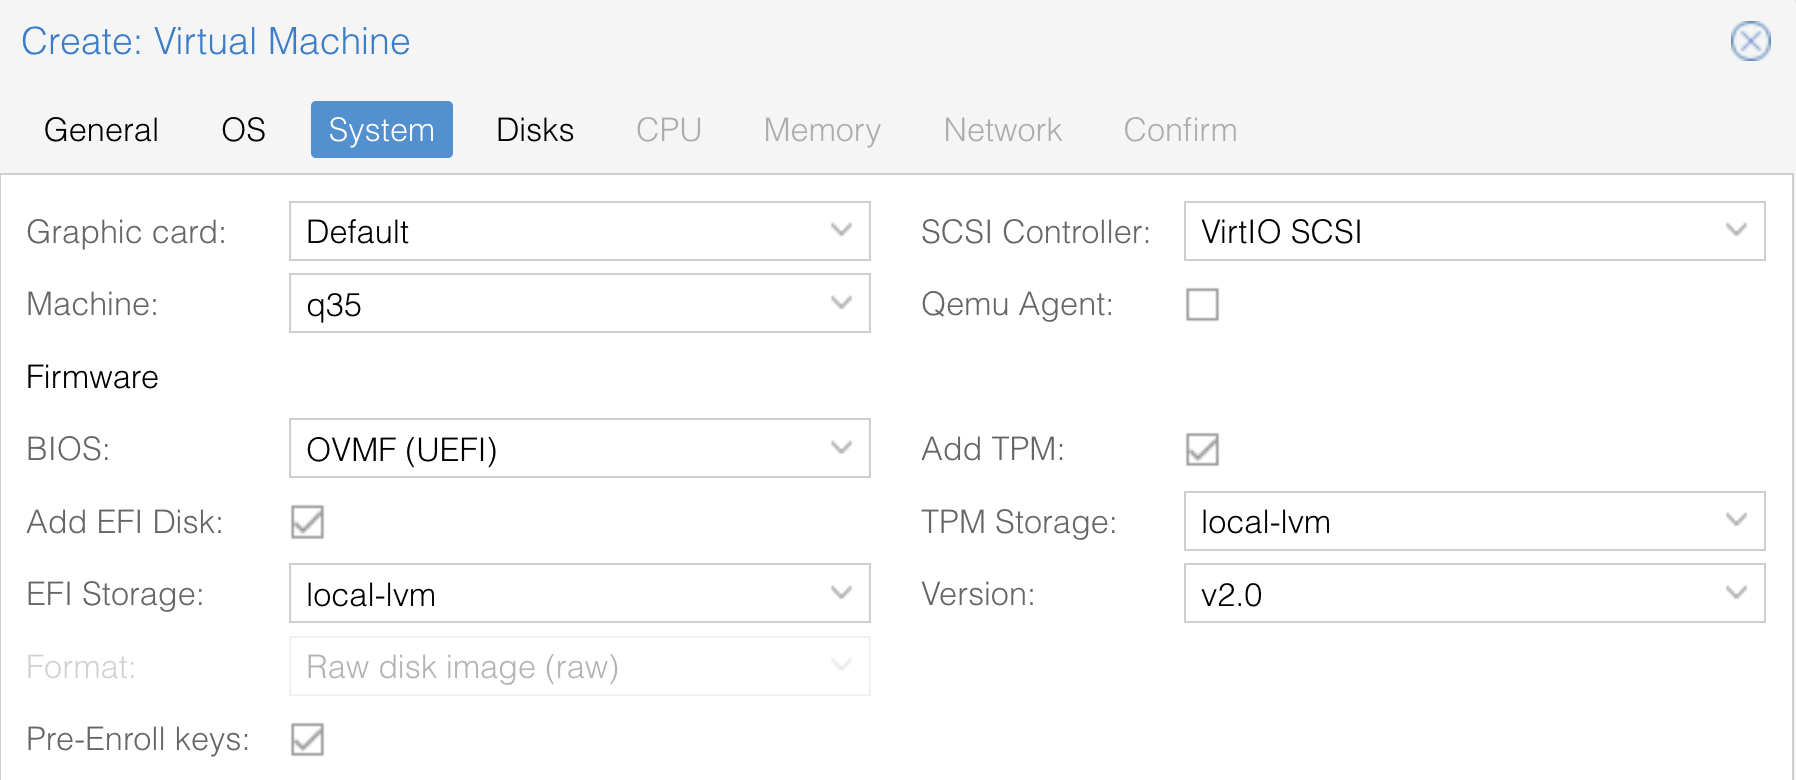 Create: Virtual Machine
General OS System Disks CPU Memory Network Confirm
Graphic card: Default SCSI Controller: VirtIO SCSI
Machine: q35 Qemu Agent:
Firmware
BIOS: OVMF (UEFI) Add TPM:
Add EFI Disk: TPM Storage: local-lvm
EFI Storage: local-lvm Version: v2.0
Format: Raw disk image (raw)
Pre-Enroll keys: